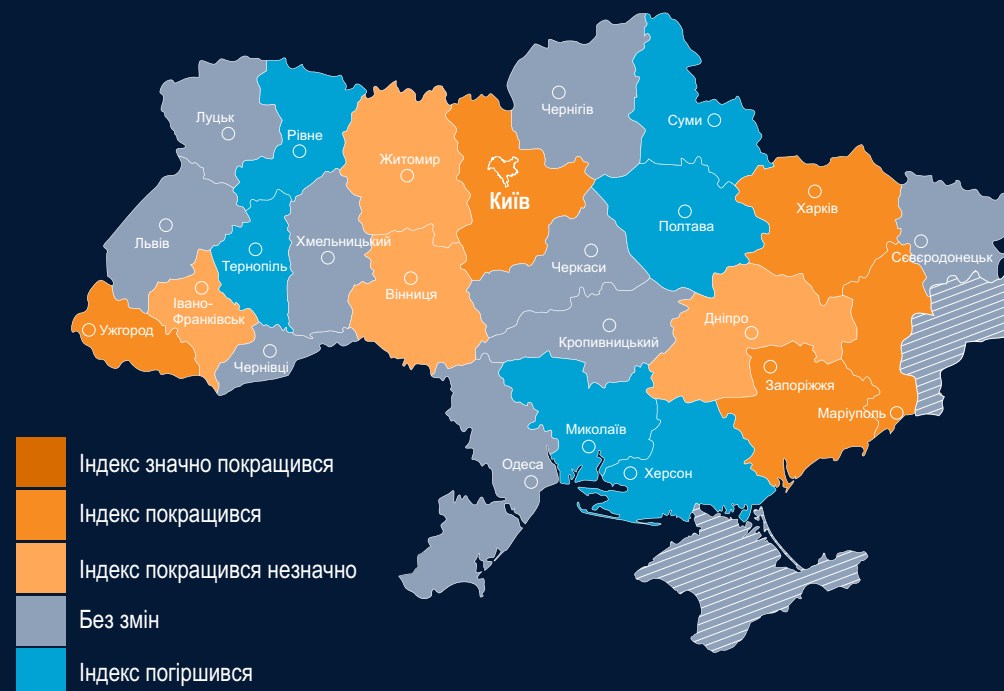 Луцьк
Рівне
Житомир
Київ
Чернігів
Суми
Львів
Тернопіль
Хмельницький
Вінниця
Черкаси
Полтава
Харків
Сєвєродонецьк
Ужгород
Івано-
Франківськ
Чернівці
Кропивницький
Дніпро
Запоріжжя
Маріуполь
Миколаїв
Одеса
Херсон
Індекс значно покращився
Індекс покращився
Індекс покращився незначно
Без змін
Індекс погіршився